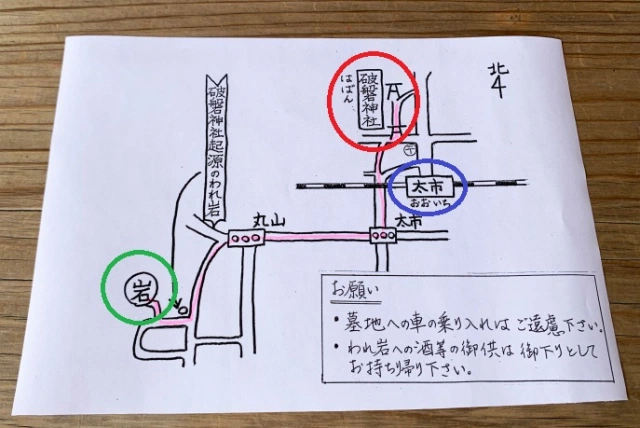 北
破磐神社
はばん
〒
太市
おおいち
破磐神社起源のわれ岩
丸山
太市
岩
お願い
・墓地への車の乗り入れはご遠慮下さい。
・われ岩への酒等の御供は御下りとして
お持ち帰り下さい。